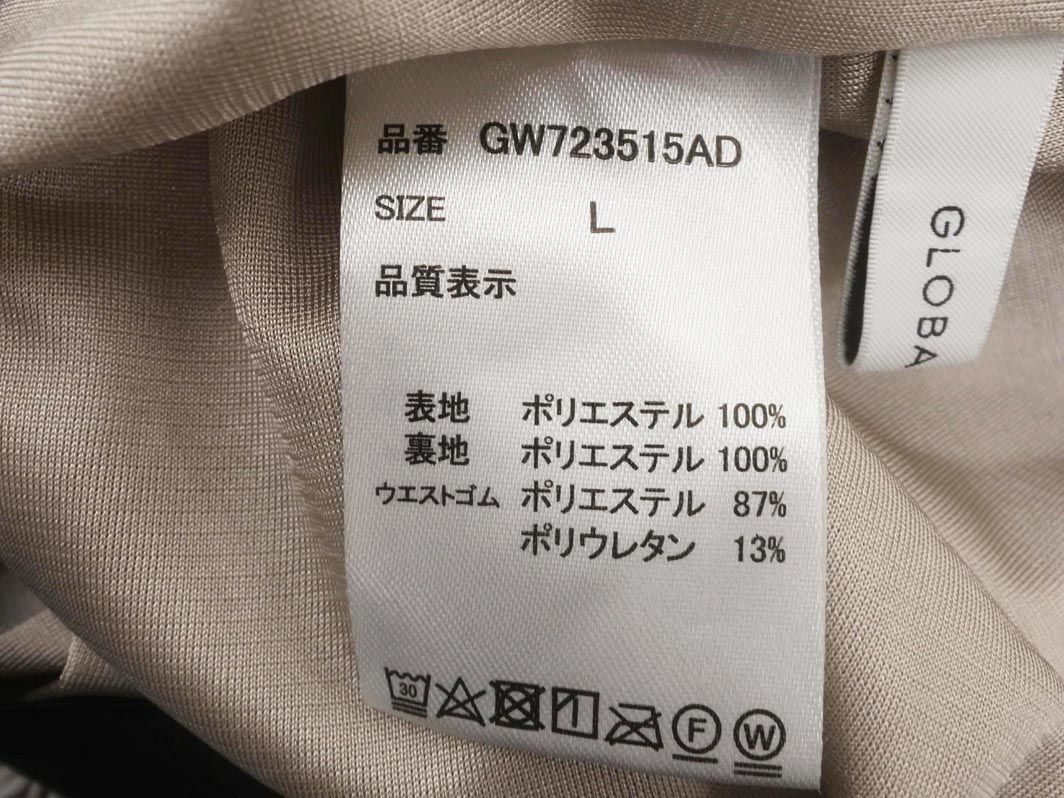 品番 GW723515AD
SIZE L
品質表示
表地 ポリエステル 100%
裏地 ポリエステル 100%
ウエストゴム ポリエステル 87%
ポリウレタン 13%
30
F
W
GLOBA